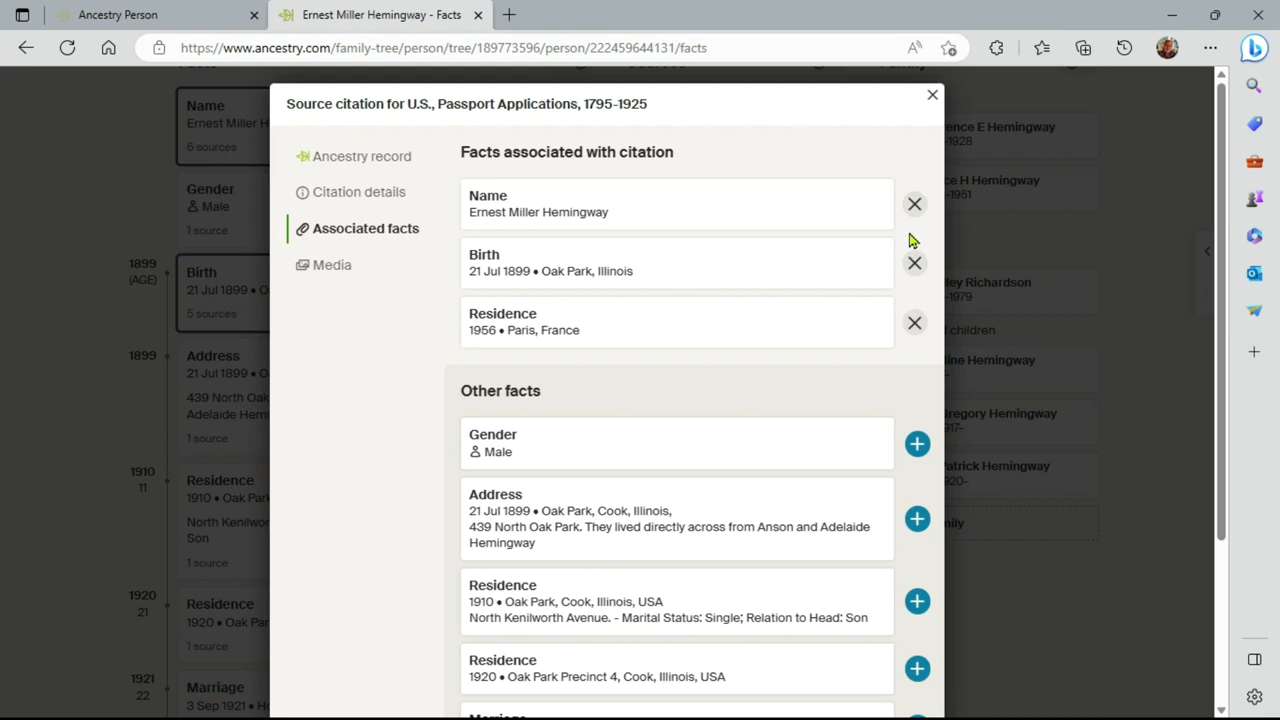 Ancestry Person
Ernest Miller Hemingway - Facts
https://www.ancestry.com/family-tree/person/tree/189773596/person/222459644131/facts
Source citation for U.S., Passport Applications, 1795-1925
Ancestry record
Citation details
Associated facts
Media
Facts associated with citation
Name
Ernest Miller Hemingway
Birth
21 Jul 1899 • Oak Park, Illinois
Residence
1956 • Paris, France
Other facts
Gender
Male
Address
21 Jul 1899 • Oak Park, Cook, Illinois,
439 North Oak Park. They lived directly across from Anson and Adelaide
Hemingway
Residence
1910 • Oak Park, Cook, Illinois, USA
North Kenilworth Avenue. - Marital Status: Single; Relation to Head: Son
Residence
1920 • Oak Park Precinct 4, Cook, Illinois, USA
Name
Ernest Miller H
6 sources
Gender
Male
1 source
1899
(AGE)
Birth
21 Jul 1899 • O
5 sources
1899
Address
21 Jul 1899 • O
439 North Oak
Adelaide Hem
1 source
1910
11
Residence
1910 • Oak Par
North Kenilwor
Son
1 source
1920
21
Residence
1920 • Oak Par
1 source
1921
22
Marriage
3 Sep 1921 • Ho
ence E Hemingway
-1928
ce H Hemingway
-1951
ley Richardson
-1979
children
line Hemingway
regory Hemingway
917-
atrick Hemingway
920-
mily